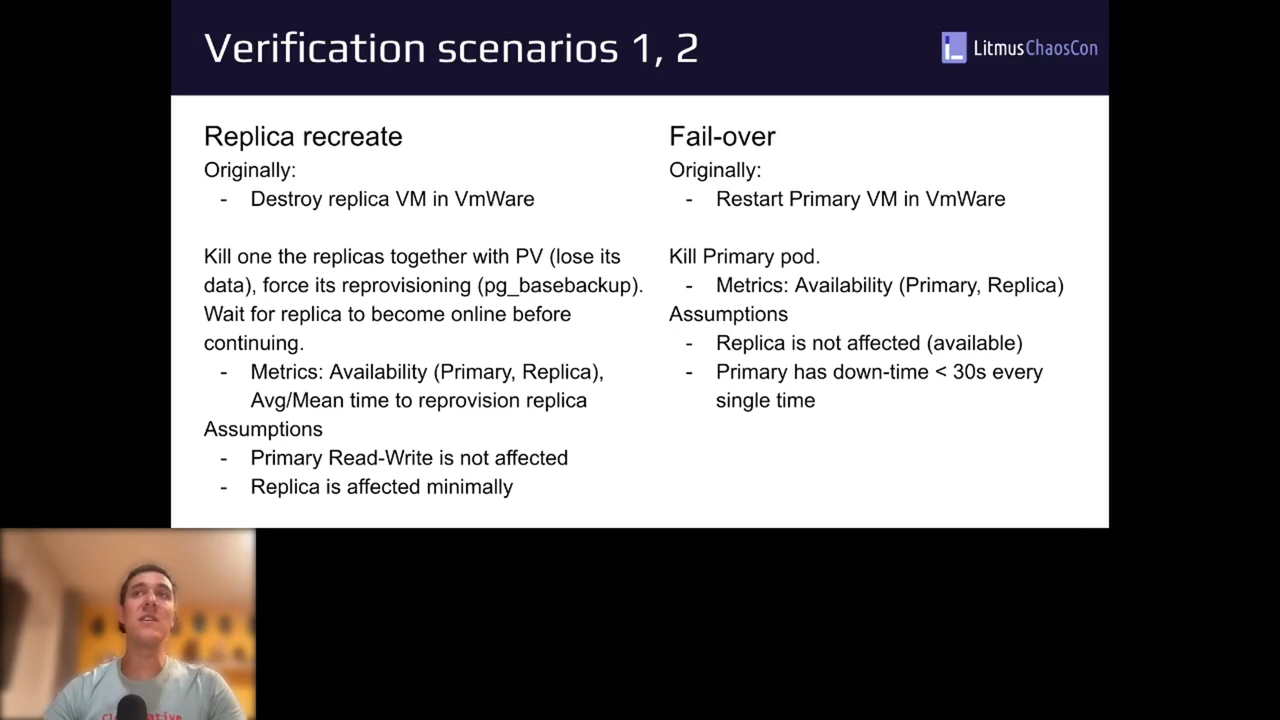 Verification scenarios 1, 2
LitmusChaosCon
Replica recreate
Originally:
- Destroy replica VM in VmWare
Kill one the replicas together with PV (lose its
data), force its reprovisioning (pg_basebackup).
Wait for replica to become online before
continuing.
- Metrics: Availability (Primary, Replica),
Avg/Mean time to reprovision replica
Assumptions
- Primary Read-Write is not affected
- Replica is affected minimally
Fail-over
Originally:
- Restart Primary VM in VmWare
Kill Primary pod.
- Metrics: Availability (Primary, Replica)
Assumptions
- Replica is not affected (available)
- Primary has down-time < 30s every
single time